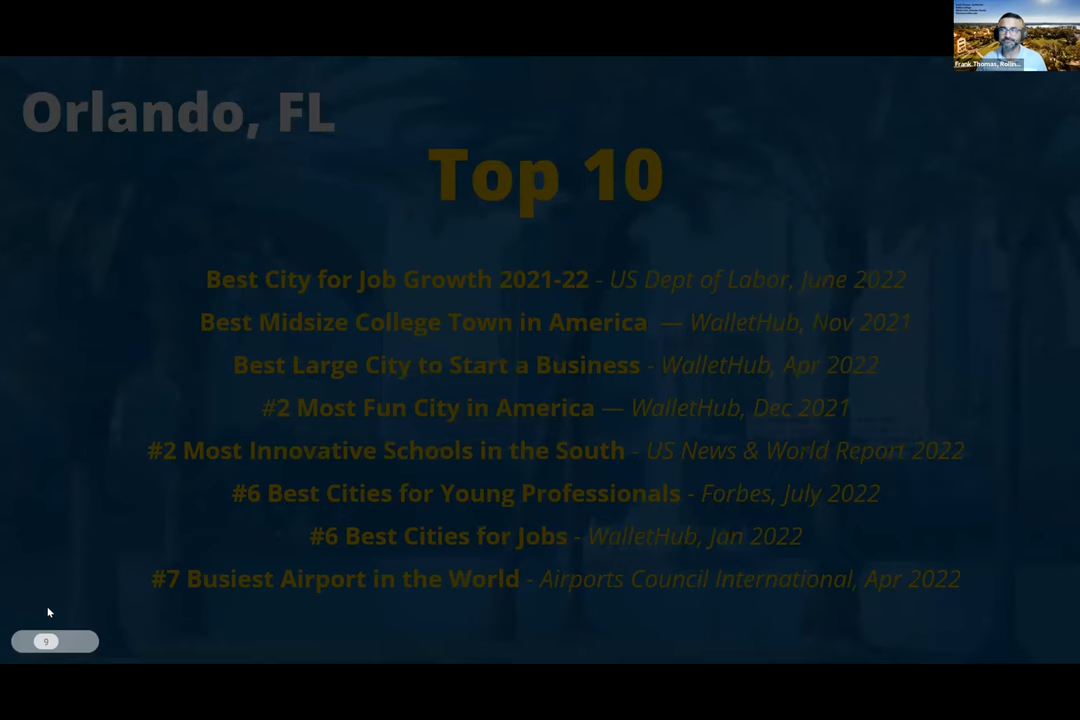 Frank Thomas, Rollin...
Orlando, FL
Top 10
Best City for Job Growth 2021-22 - US Dept of Labor, June 2022
Best Midsize College Town in America — WalletHub, Nov 2021
Best Large City to Start a Business - WalletHub, Apr 2022
#2 Most Fun City in America — WalletHub, Dec 2021
#2 Most Innovative Schools in the South - US News & World Report 2022
#6 Best Cities for Young Professionals - Forbes, July 2022
#6 Best Cities for Jobs - WalletHub, Jan 2022
#7 Busiest Airport in the World - Airports Council International, Apr 2022
9